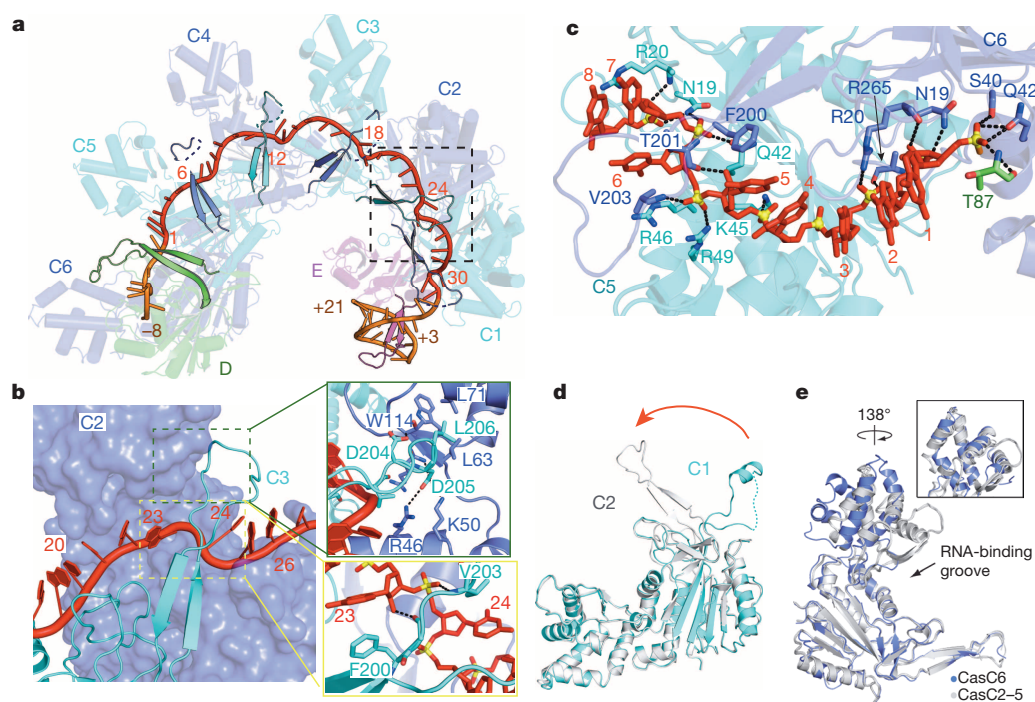 a
C4
C3
C2
C5
18
12
6
24
1
E
30
C6
+21
–8
+3
D
C1
b
C2
C3
23
24
20
26
L71
W114
L206
D204
L63
D205
K50
R46
V203
23
24
F200
c
R20
C6
8
7
N19
S40
R265
N19
Q42
F200
R20
T201
Q42
6
5
4
T87
V203
K45
R46
1
R49
2
3
C5
d
C1
C2
e
138°
RNA-binding
groove
CasC6
CasC2–5